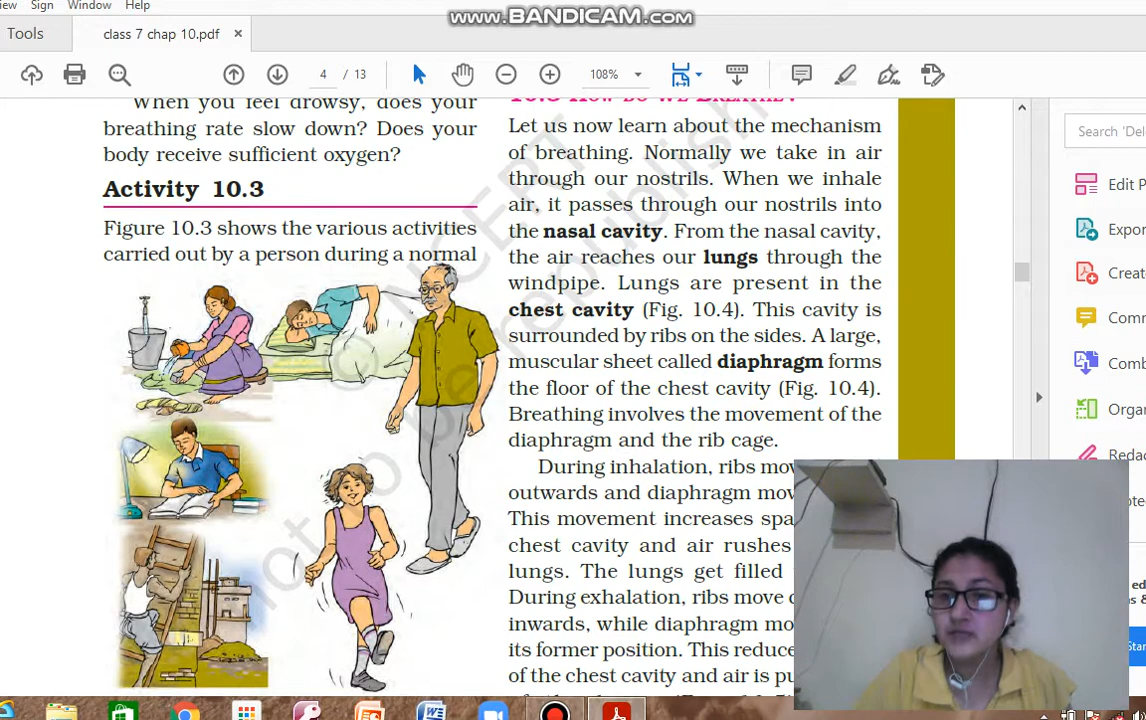 iew Sign Window Help
WWW.BANDICAM.COM
Tools
class 7 chap 10.pdf ×
4 / 13
108%
When you feel drowsy, does your
breathing rate slow down? Does your
body receive sufficient oxygen?
Activity 10.3
Figure 10.3 shows the various activities
carried out by a person during a normal
Let us now learn about the mechanism
of breathing. Normally we take in air
through our nostrils. When we inhale
air, it passes through our nostrils into
the nasal cavity. From the nasal cavity,
the air reaches our lungs through the
windpipe. Lungs are present in the
chest cavity (Fig. 10.4). This cavity is
surrounded by ribs on the sides. A large,
muscular sheet called diaphragm forms
the floor of the chest cavity (Fig. 10.4).
Breathing involves the movement of the
diaphragm and the rib cage.
During inhalation, ribs mov
outwards and diaphragm mov
This movement increases spa
chest cavity and air rushes
lungs. The lungs get filled
During exhalation, ribs move
inwards, while diaphragm mo
its former position. This reduce
of the chest cavity and air is pu
© NCERT
not to be republish
Search 'Del
Edit P
Expor
Creat
Comm
Comb
Orga
Redac